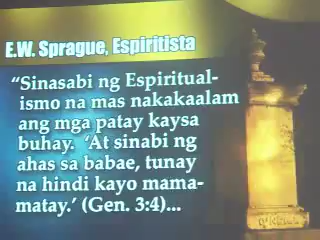 E.W. Sprague, Espiritista
“Sinasabi ng Espiritual-
ismo na mas nakakaalam
ang mga patay kaysa
buhay. ‘At sinabi ng
ahas sa babae, tunay
na hindi kayo mama-
matay.’ (Gen. 3:4)...